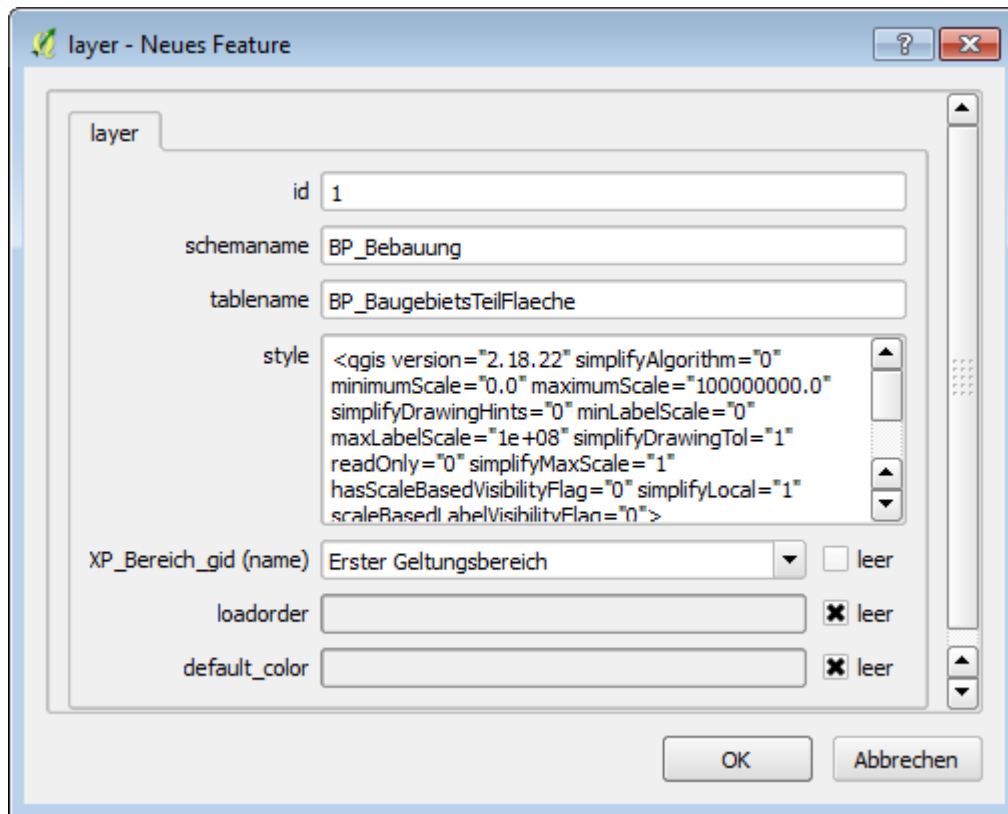 layer - Neues Feature
layer
id 1
schemaname BP_Bebauung
tablename BP_BaugebietsTeilFlaeche
style <qgis version="2.18.22" simplifyAlgorithm="0"
minimumScale="0.0" maximumScale="100000000.0"
simplifyDrawingHints="0" minLabelScale="0"
maxLabelScale="1e+08" simplifyDrawingTol="1"
readOnly="0" simplifyMaxScale="1"
hasScaleBasedVisibilityFlag="0" simplifyLocal="1"
scaleBasedLabelVisibilityFlag="0">
XP_Bereich_gid (name) Erster Geltungsbereich leer
loadorder leer
default_color leer
OK Abbrechen